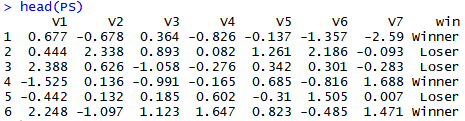 > head(PS)
V1 V2 V3 V4 V5 V6 V7 win
1 0.677 -0.678 0.364 -0.826 -0.137 -1.357 -2.59 Winner
2 0.444 2.338 0.893 0.082 1.261 2.186 -0.093 Loser
3 2.388 0.626 -1.058 -0.276 0.342 0.301 -0.283 Loser
4 -1.525 0.136 -0.991 -0.165 0.685 -0.816 1.688 Winner
5 -0.442 0.132 0.185 0.602 -0.31 1.505 0.007 Loser
6 2.248 -1.097 1.123 1.647 0.823 -0.485 1.471 Winner